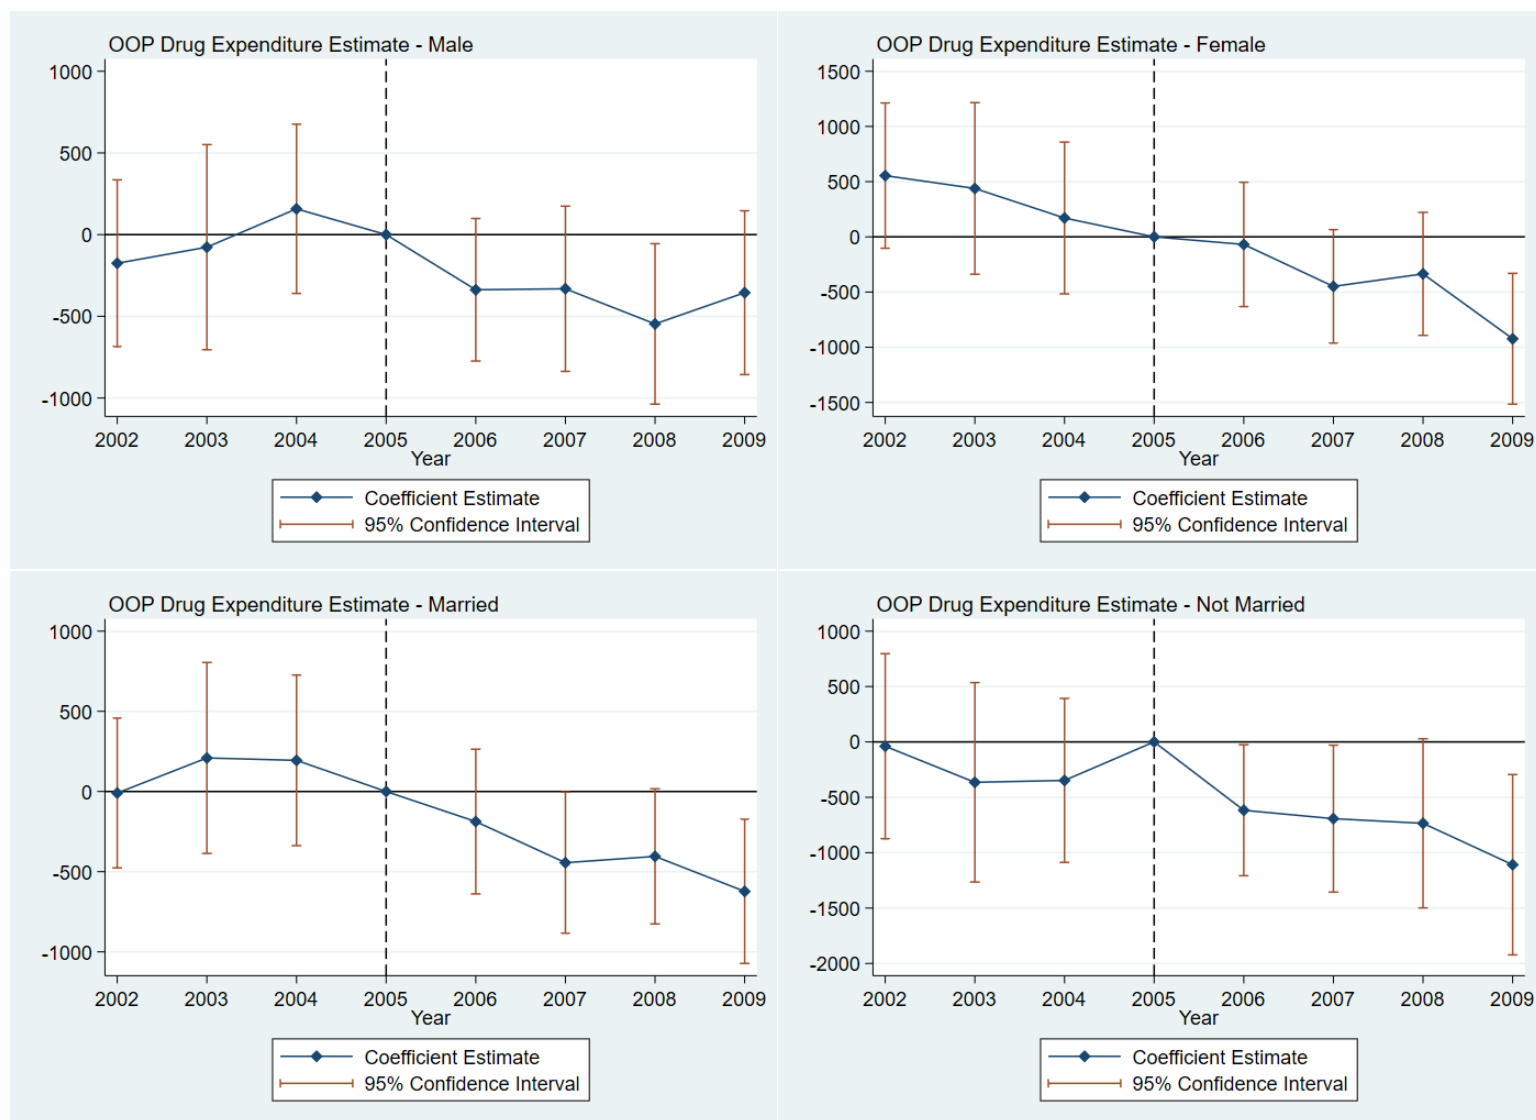 OOP Drug Expenditure Estimate - Male
1000
500
0
-500
-1000
2002 2003 2004 2005 2006 2007 2008 2009
Year
Coefficient Estimate
95% Confidence Interval
OOP Drug Expenditure Estimate - Female
1500
1000
500
0
-500
-1000
-1500
2002 2003 2004 2005 2006 2007 2008 2009
Year
Coefficient Estimate
95% Confidence Interval
OOP Drug Expenditure Estimate - Married
1000
500
0
-500
-1000
2002 2003 2004 2005 2006 2007 2008 2009
Year
Coefficient Estimate
95% Confidence Interval
OOP Drug Expenditure Estimate - Not Married
1000
500
0
-500
-1000
-1500
-2000
2002 2003 2004 2005 2006 2007 2008 2009
Year
Coefficient Estimate
95% Confidence Interval